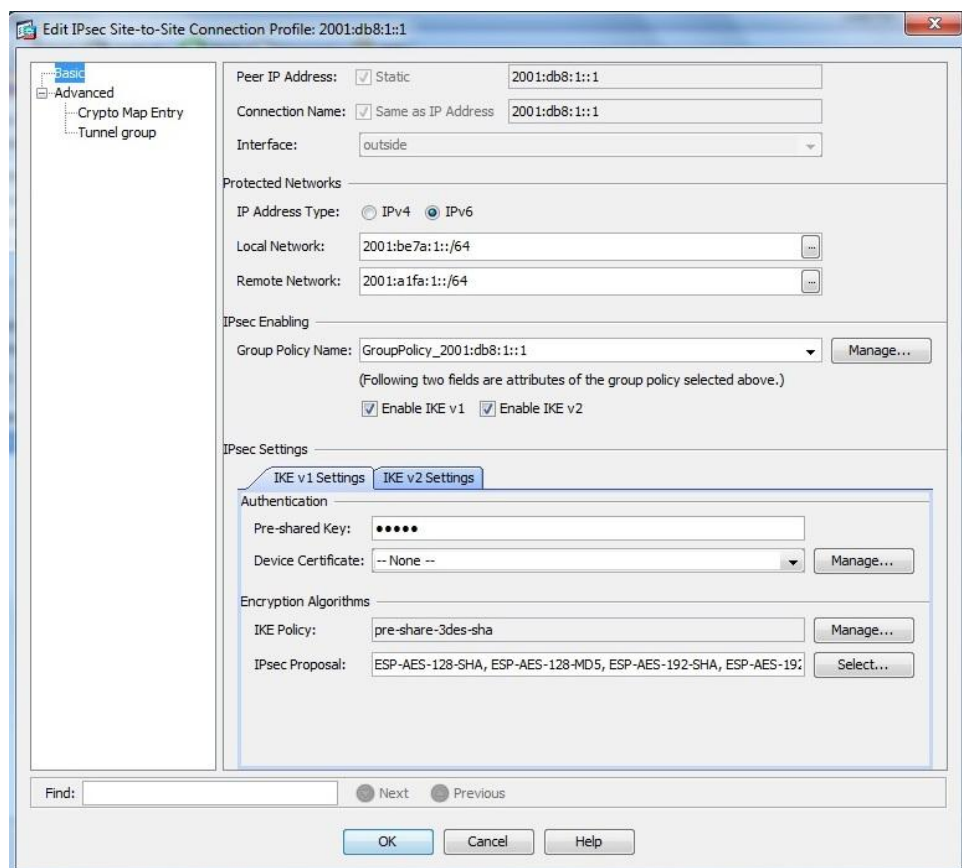 Edit IPsec Site-to-Site Connection Profile: 2001:db8:1::1
Basic
Advanced
Crypto Map Entry
Tunnel group
Peer IP Address: Static 2001:db8:1::1
Connection Name: Same as IP Address 2001:db8:1::1
Interface: outside
Protected Networks
IP Address Type: IPv4 IPv6
Local Network: 2001:be7a:1::/64 ...
Remote Network: 2001:a1fa:1::/64 ...
IPsec Enabling
Group Policy Name: GroupPolicy_2001:db8:1::1 Manage...
(Following two fields are attributes of the group policy selected above.)
Enable IKE v1 Enable IKE v2
IPsec Settings
IKE v1 Settings IKE v2 Settings
Authentication
Pre-shared Key: •••••
Device Certificate: -- None -- Manage...
Encryption Algorithms
IKE Policy: pre-share-3des-sha Manage...
IPsec Proposal: ESP-AES-128-SHA, ESP-AES-128-MD5, ESP-AES-192-SHA, ESP-AES-192 Select...
Find: Next Previous
OK Cancel Help